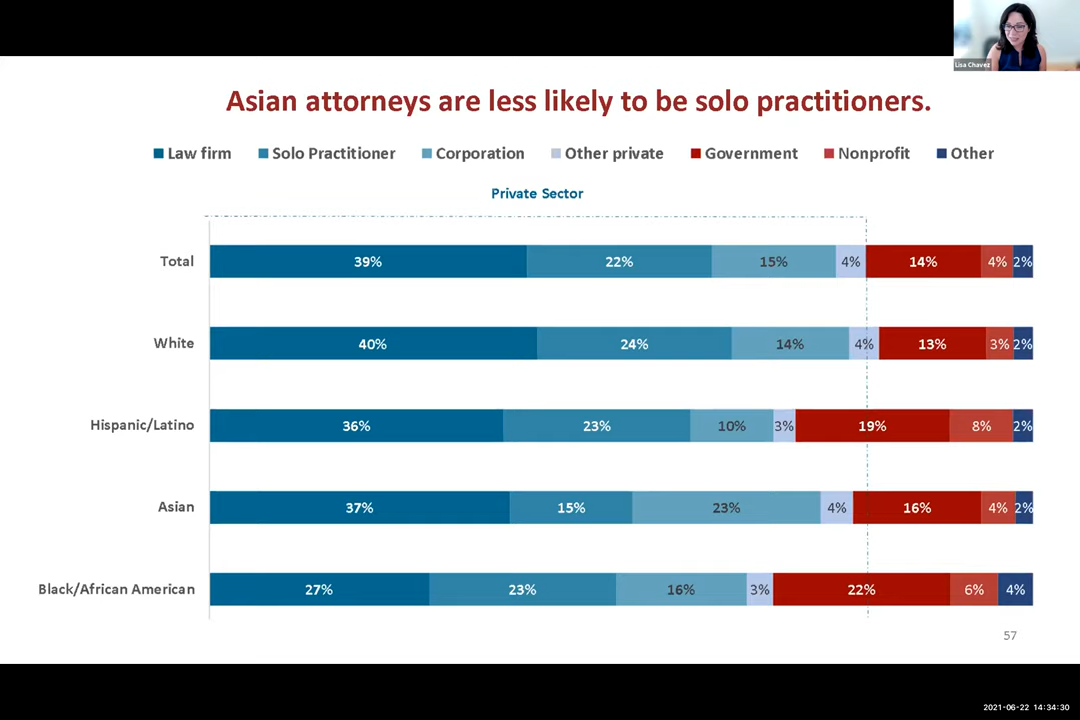 Lisa Chavez
Asian attorneys are less likely to be solo practitioners.
Law firm Solo Practitioner Corporation Other private Government Nonprofit Other
Private Sector
Total 39% 22% 15% 4% 14% 4% 2%
White 40% 24% 14% 4% 13% 3% 2%
Hispanic/Latino 36% 23% 10% 3% 19% 8% 2%
Asian 37% 15% 23% 4% 16% 4% 2%
Black/African American 27% 23% 16% 3% 22% 6% 4%
57
2021-06-22 14:34:30